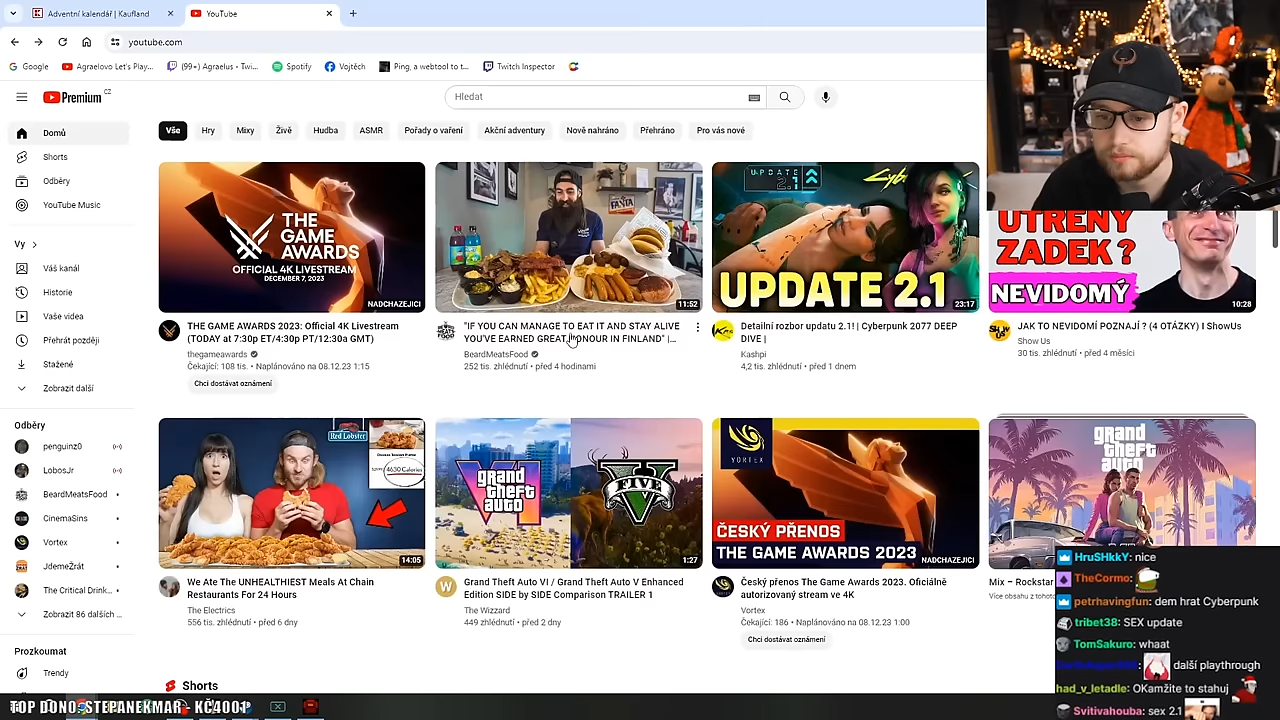 Adventní kalendář | Kaufland
YouTube
youtube.com
Google
Agraelovo Let's Play...
(99+) Agraelus - Twi...
Spotify
Vojtěch
Ping, a webtool to t...
Twitch Inspector
Premium CZ
Hledat
Vše
Hry
Mixy
Živě
Hudba
ASMR
Pořady o vaření
Akční adventury
Nově nahráno
Přehráno
Pro vás nové
Domů
Shorts
Odběry
YouTube Music
Vy
Váš kanál
Historie
Vaše videa
Přehrát později
Stažené
Zobrazit další
Odběry
penguinz0
LobosJr
BeardMeatsFood
CinemaSins
Vortex
JdemeŽrát
The Critical Drink...
Zobrazit 86 dalších ...
Prozkoumat
Trendy
THE
GAME
AWARDS
OFFICIAL 4K LIVESTREAM
DECEMBER 7, 2023
NADCHÁZEJÍCÍ
THE GAME AWARDS 2023: Official 4K Livestream
(TODAY at 7:30p ET/4:30p PT/12:30a GMT)
thegameawards
Čekající: 108 tis. • Naplánováno na 08.12.23 1:15
Chci dostávat oznámení
FANTA
11:52
"IF YOU CAN MANAGE TO EAT IT AND STAY ALIVE
YOU'VE EARNED GREAT HONOUR IN FINLAND" |...
BeardMeatsFood
252 tis. zhlédnutí • před 4 hodinami
UPDATE
2.1
UPDATE 2.1
23:17
Detailní rozbor updatu 2.1! | Cyberpunk 2077 DEEP
DIVE |
Kashpi
4,2 tis. zhlédnutí • před 1 dnem
UTŘENÝ
ZADEK ?
NEVIDOMÝ
10:28
JAK TO NEVIDOMÍ POZNAJÍ ? (4 OTÁZKY) I ShowUs
Show Us
30 tis. zhlédnutí • před 4 měsíci
Red Lobster
4630 Calories
14:05
We Ate The UNHEALTHIEST Meals At Chain
Restaurants For 24 Hours
The Electrics
556 tis. zhlédnutí • před 6 dny
grand
theft
auto
FIVE
1:27
Grand Theft Auto VI / Grand Theft Auto V Enhanced
Edition SIDE by SIDE Comparison TRAILER 1
The Wizzard
449 zhlédnutí • před 2 dny
VORTEX
ČESKÝ PŘENOS
THE GAME AWARDS 2023
NADCHÁZEJÍCÍ
Český přenos The Game Awards 2023. Oficiálně
autorizovaný stream ve 4K
Vortex
Čekající: 186 • Naplánováno na 08.12.23 1:00
Chci dostávat oznámení
grand
theft
auto
Mix – Rockstar
Více obsahu z tohoto
Shorts
HruSHkkY: nice
TheCormo:
petrhavingfun: dem hrat Cyberpunk
tribet38: SEX update
TomSakuro: whaat
další playthrough
had_v_letadle: OKamžite to stahuj
Svitivahouba: sex 2.1
TOP DONO: STEPANEKMAR - KČ4001